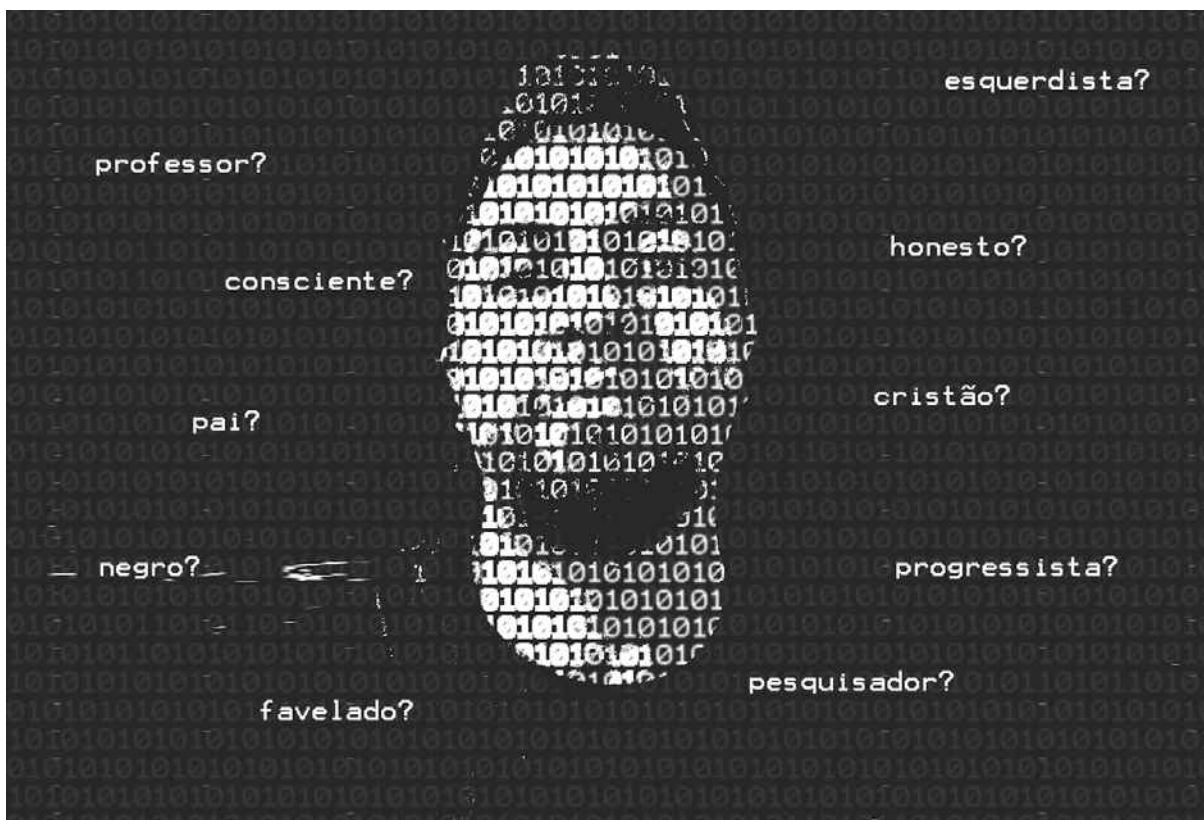 esquerdista?
professor?
honesto?
consciente?
cristão?
pai?
negro?
progressista?
pesquisador?
favelado?